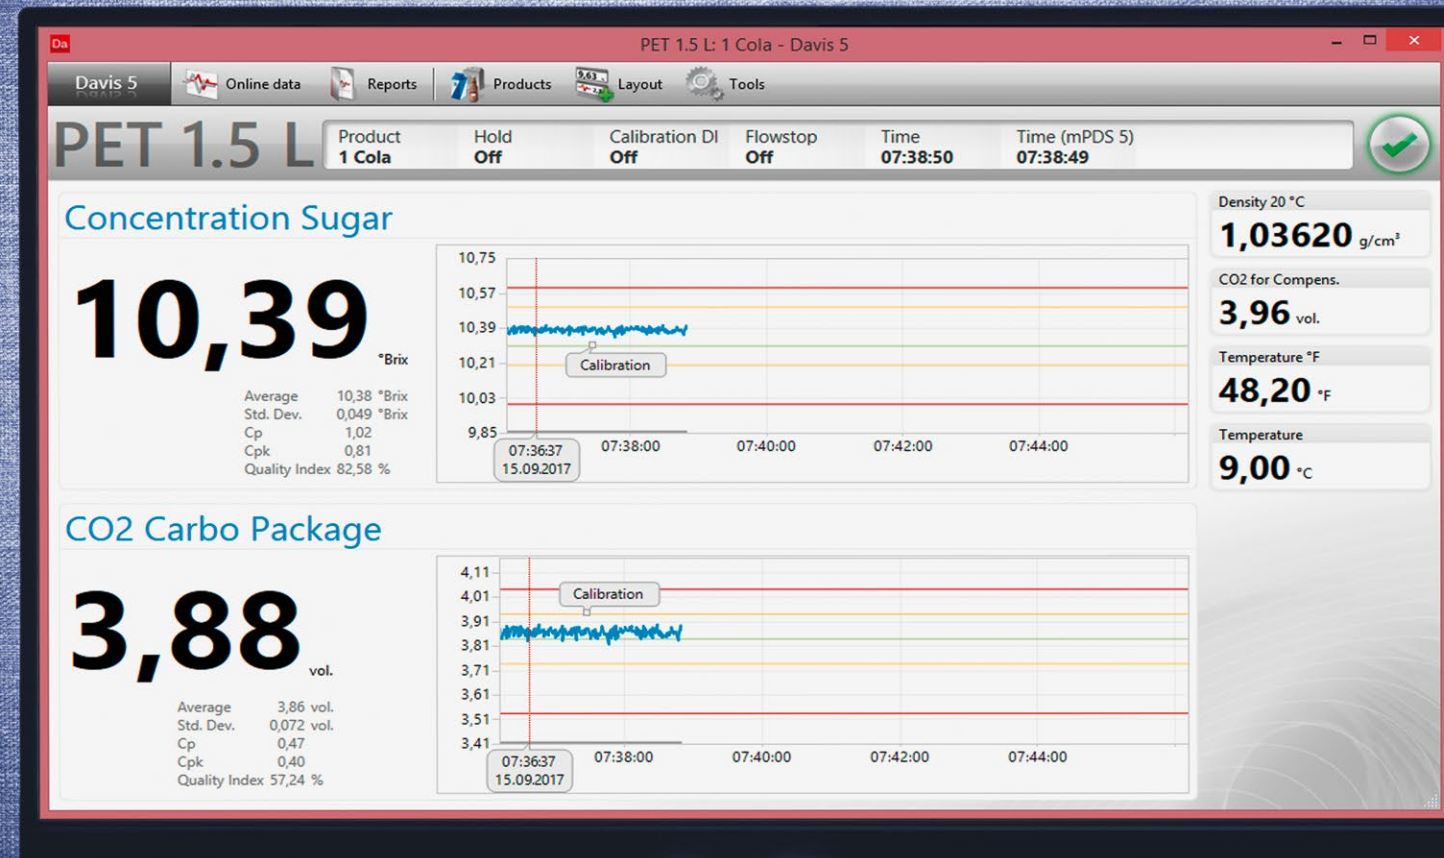 Da
PET 1.5 L: 1 Cola - Davis 5
Davis 5
Online data
Reports
Products
9,63
Layout
Tools
PET 1.5 L
Product Hold Calibration DI Flowstop Time Time (mPDS 5)
1 Cola Off Off Off 07:38:50 07:38:49
Concentration Sugar
10,39 °Brix
Average 10,38 °Brix
Std. Dev. 0,049 °Brix
Cp 1,02
Cpk 0,81
Quality Index 82,58 %
10,75
10,57
10,39
10,21
10,03
9,85
Calibration
07:36:37
15.09.2017
07:38:00 07:40:00 07:42:00 07:44:00
CO2 Carbo Package
3,88 vol.
Average 3,86 vol.
Std. Dev. 0,072 vol.
Cp 0,47
Cpk 0,40
Quality Index 57,24 %
4,11
4,01
3,91
3,81
3,71
3,61
3,51
3,41
Calibration
07:36:37
15.09.2017
07:38:00 07:40:00 07:42:00 07:44:00
Density 20 °C
1,03620 g/cm³
CO2 for Compens.
3,96 vol.
Temperature °F
48,20 °F
Temperature
9,00 °C